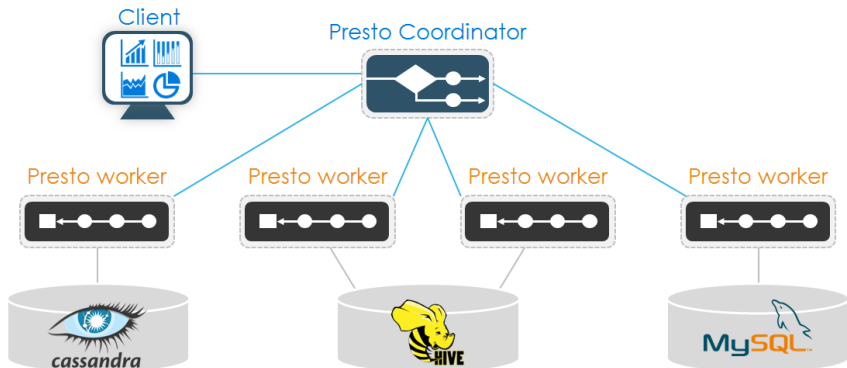 Client
Presto Coordinator
Presto worker
Presto worker
Presto worker
Presto worker
cassandra
HIVE
MySQL